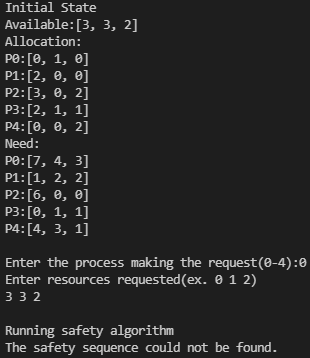 Initial State
Available:[3, 3, 2]
Allocation:
P0:[0, 1, 0]
P1:[2, 0, 0]
P2:[3, 0, 2]
P3:[2, 1, 1]
P4:[0, 0, 2]
Need:
P0:[7, 4, 3]
P1:[1, 2, 2]
P2:[6, 0, 0]
P3:[0, 1, 1]
P4:[4, 3, 1]
Enter the process making the request(0-4):0
Enter resources requested(ex. 0 1 2)
3 3 2
Running safety algorithm
The safety sequence could not be found.